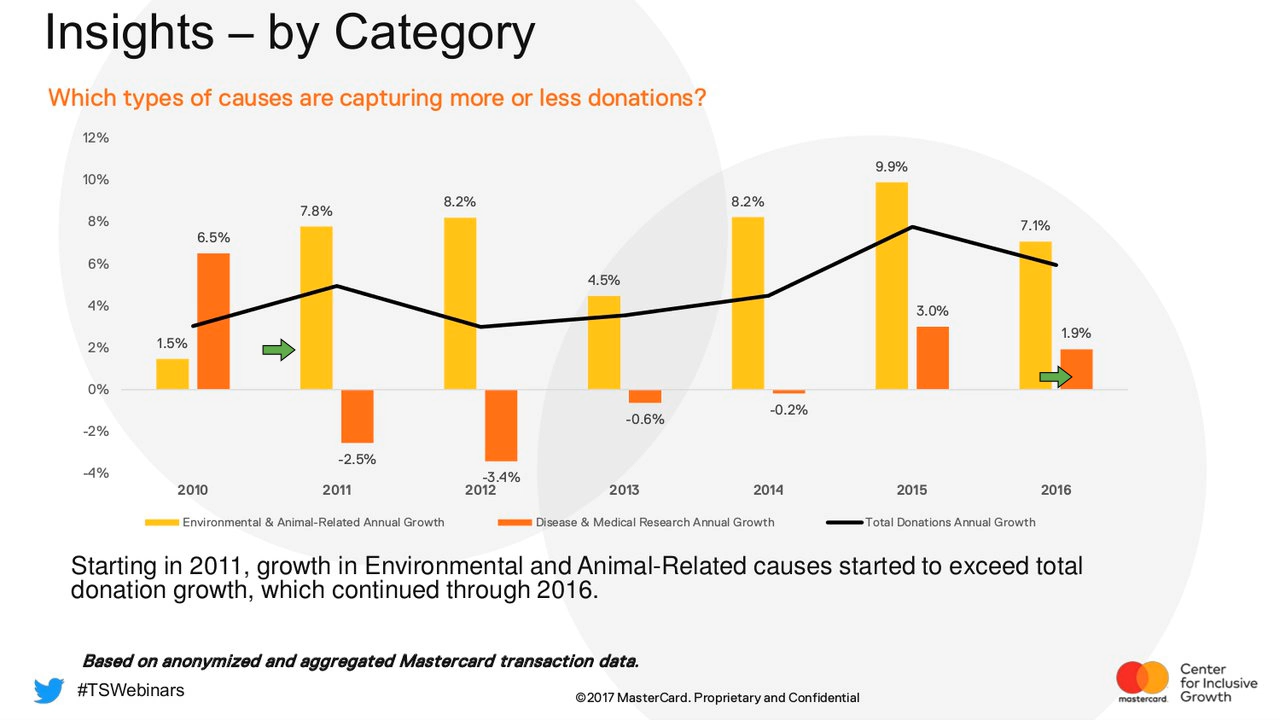 Insights – by Category
Which types of causes are capturing more or less donations?
12%
10%
8%
6%
4%
2%
0%
-2%
-4%
1.5%
6.5%
7.8%
-2.5%
8.2%
-3.4%
4.5%
-0.6%
8.2%
-0.2%
9.9%
3.0%
7.1%
1.9%
2010 2011 2012 2013 2014 2015 2016
Environmental & Animal-Related Annual Growth Disease & Medical Research Annual Growth Total Donations Annual Growth
Starting in 2011, growth in Environmental and Animal-Related causes started to exceed total
donation growth, which continued through 2016.
Based on anonymized and aggregated Mastercard transaction data.
#TSWebinars
©2017 MasterCard. Proprietary and Confidential
mastercard.
Center
for Inclusive
Growth